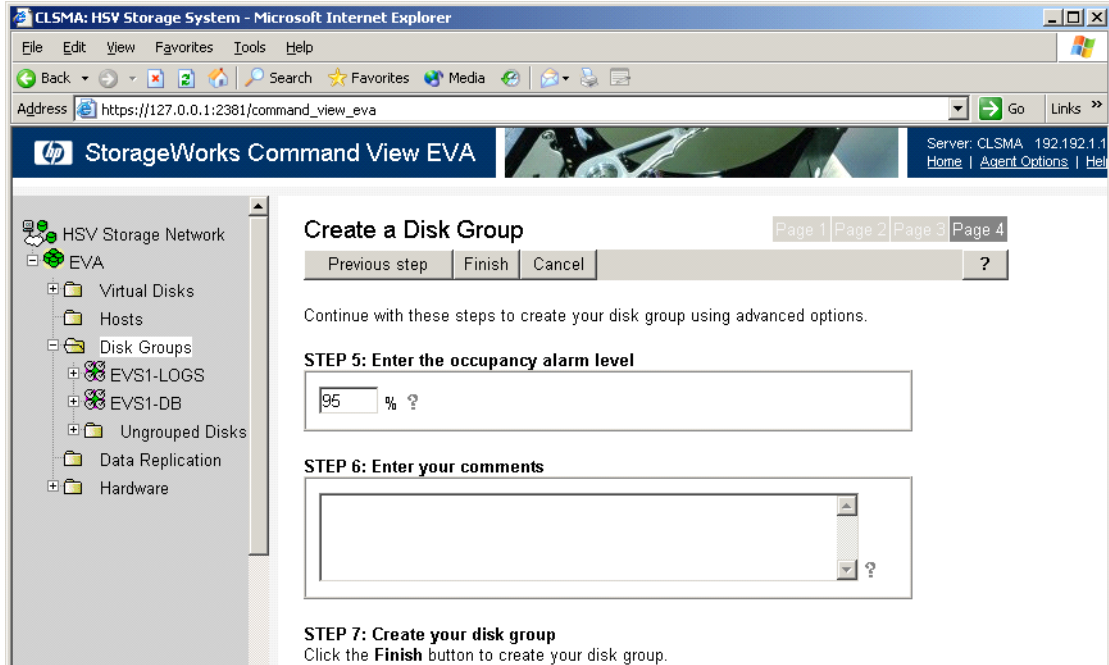 CLSMA: HSV Storage System - Microsoft Internet Explorer
File Edit View Favorites Tools Help
Back Search Favorites Media
Address https://127.0.0.1:2381/command_view_eva Go Links »
hp StorageWorks Command View EVA
Server: CLSMA 192.192.1.1
Home | Agent Options | Hel
HSV Storage Network
EVA
Virtual Disks
Hosts
Disk Groups
EVS1-LOGS
EVS1-DB
Ungrouped Disks
Data Replication
Hardware
Create a Disk Group
Page 1 Page 2 Page 3 Page 4
Previous step Finish Cancel ?
Continue with these steps to create your disk group using advanced options.
STEP 5: Enter the occupancy alarm level
95 % ?
STEP 6: Enter your comments
?
STEP 7: Create your disk group
Click the Finish button to create your disk group.